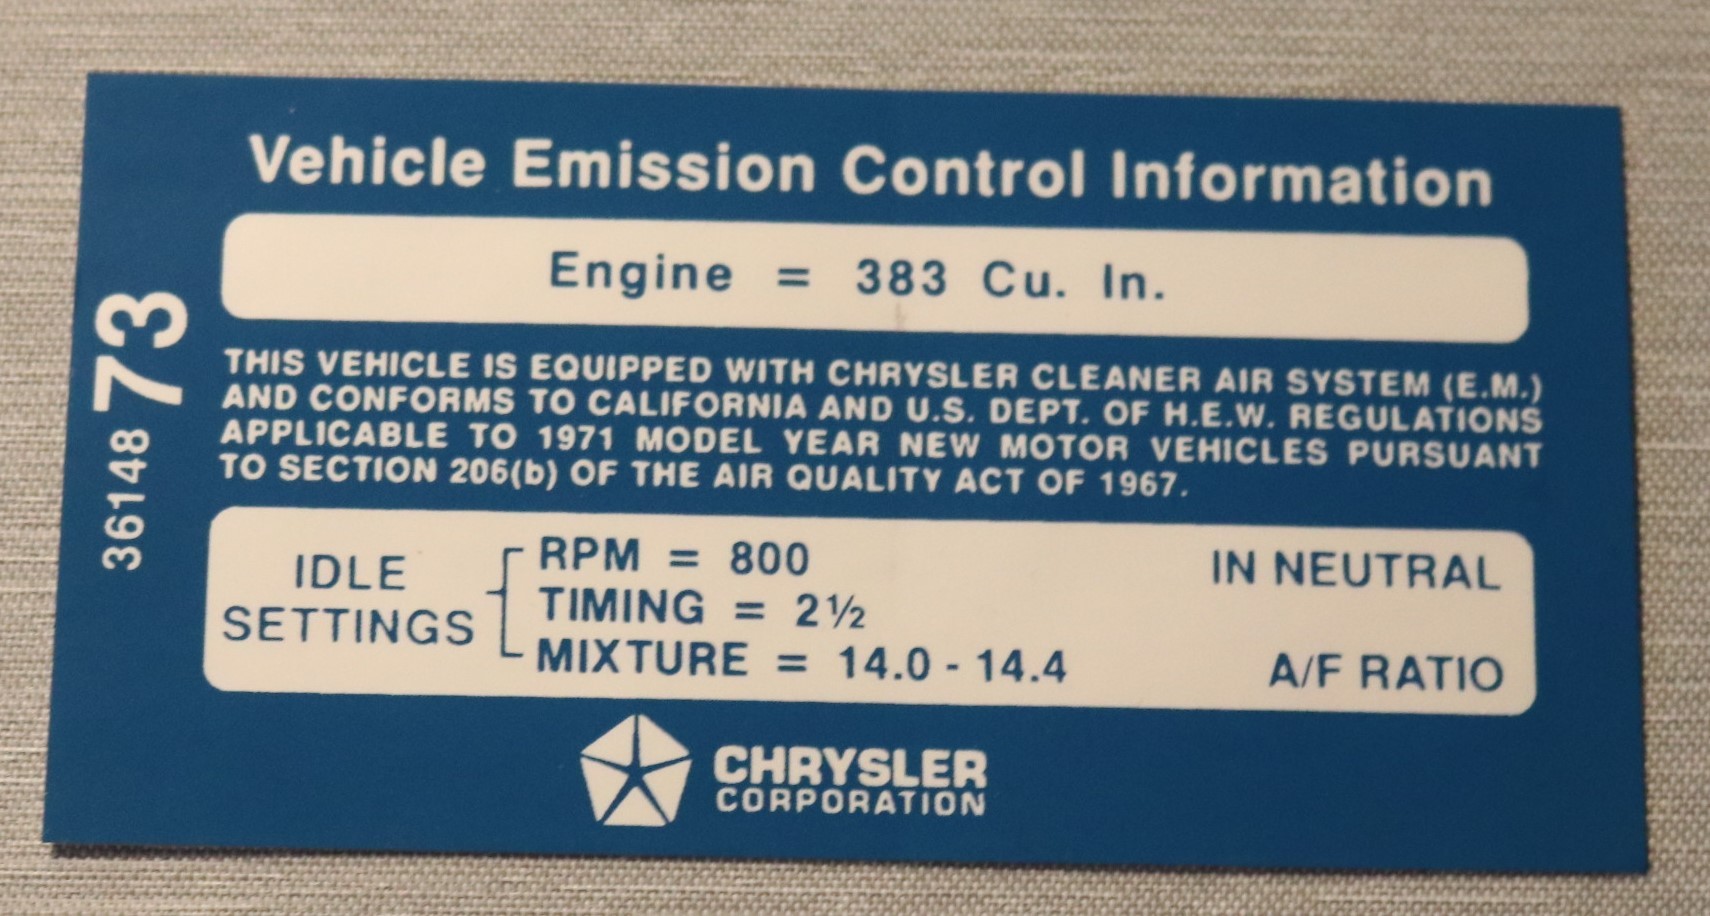 Vehicle Emission Control Information
Engine = 383 Cu. In.
3614873
THIS VEHICLE IS EQUIPPED WITH CHRYSLER CLEANER AIR SYSTEM (E.M.)
AND CONFORMS TO CALIFORNIA AND U.S. DEPT. OF H.E.W. REGULATIONS
APPLICABLE TO 1971 MODEL YEAR NEW MOTOR VEHICLES PURSUANT
TO SECTION 206(b) OF THE AIR QUALITY ACT OF 1967.
IDLE
SETTINGS
RPM = 800 IN NEUTRAL
TIMING = 2½
MIXTURE = 14.0 - 14.4 A/F RATIO
CHRYSLER
CORPORATION